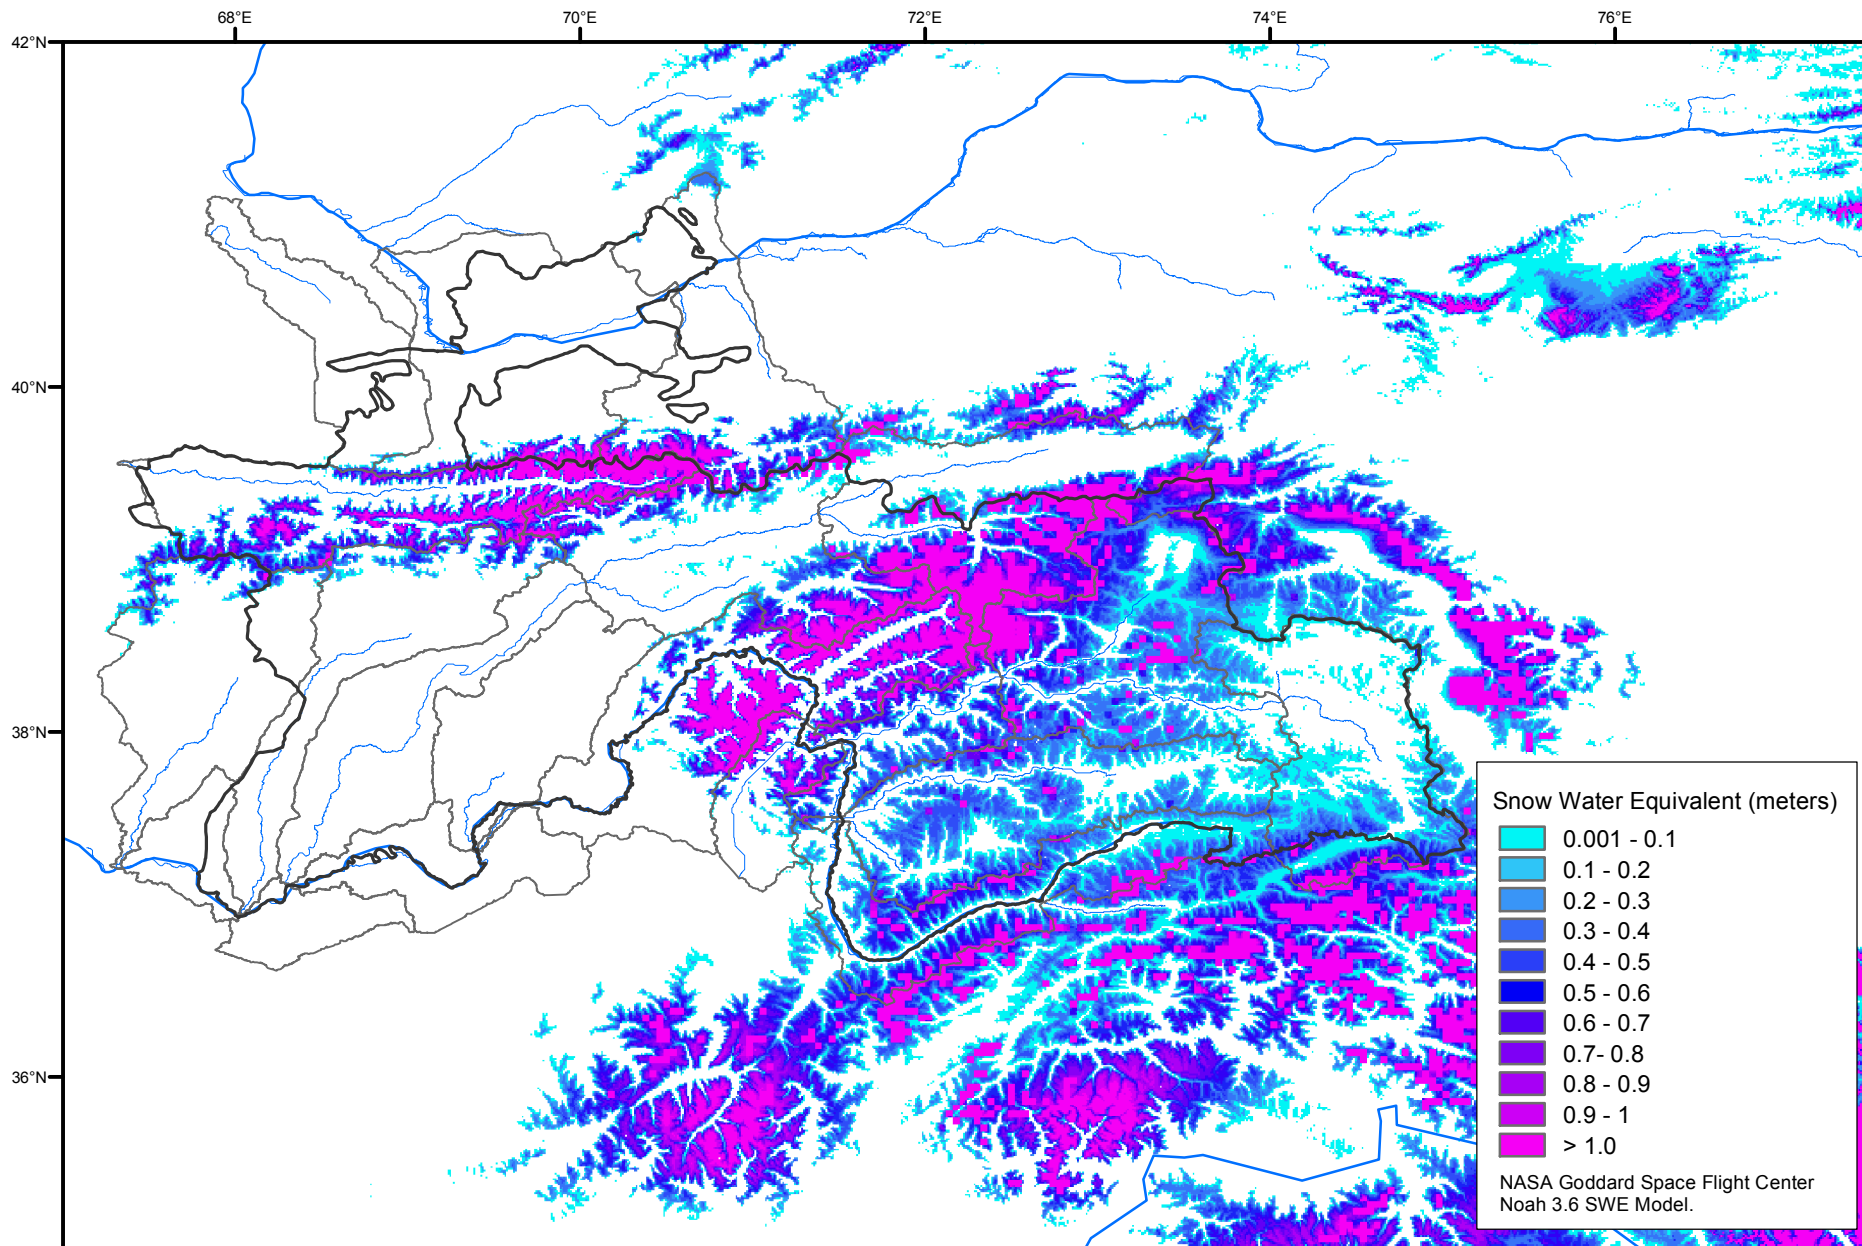 68°E 70°E 72°E 74°E 76°E
42°N
40°N
38°N
36°N
Snow Water Equivalent (meters)
0.001 - 0.1
0.1 - 0.2
0.2 - 0.3
0.3 - 0.4
0.4 - 0.5
0.5 - 0.6
0.6 - 0.7
0.7- 0.8
0.8 - 0.9
0.9 - 1
> 1.0
NASA Goddard Space Flight Center
Noah 3.6 SWE Model.